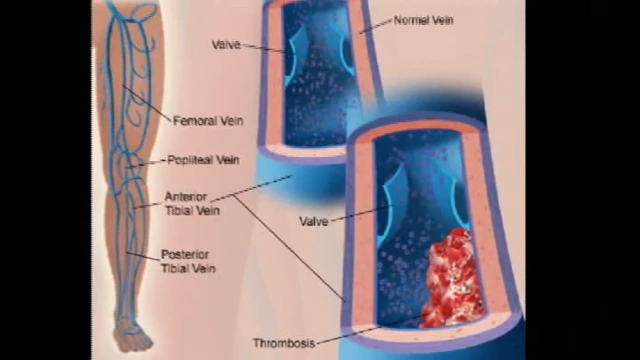 Normal Vein
Valve
Femoral Vein
Popliteal Vein
Anterior
Tibial Vein
Valve
Posterior
Tibial Vein
Thrombosis